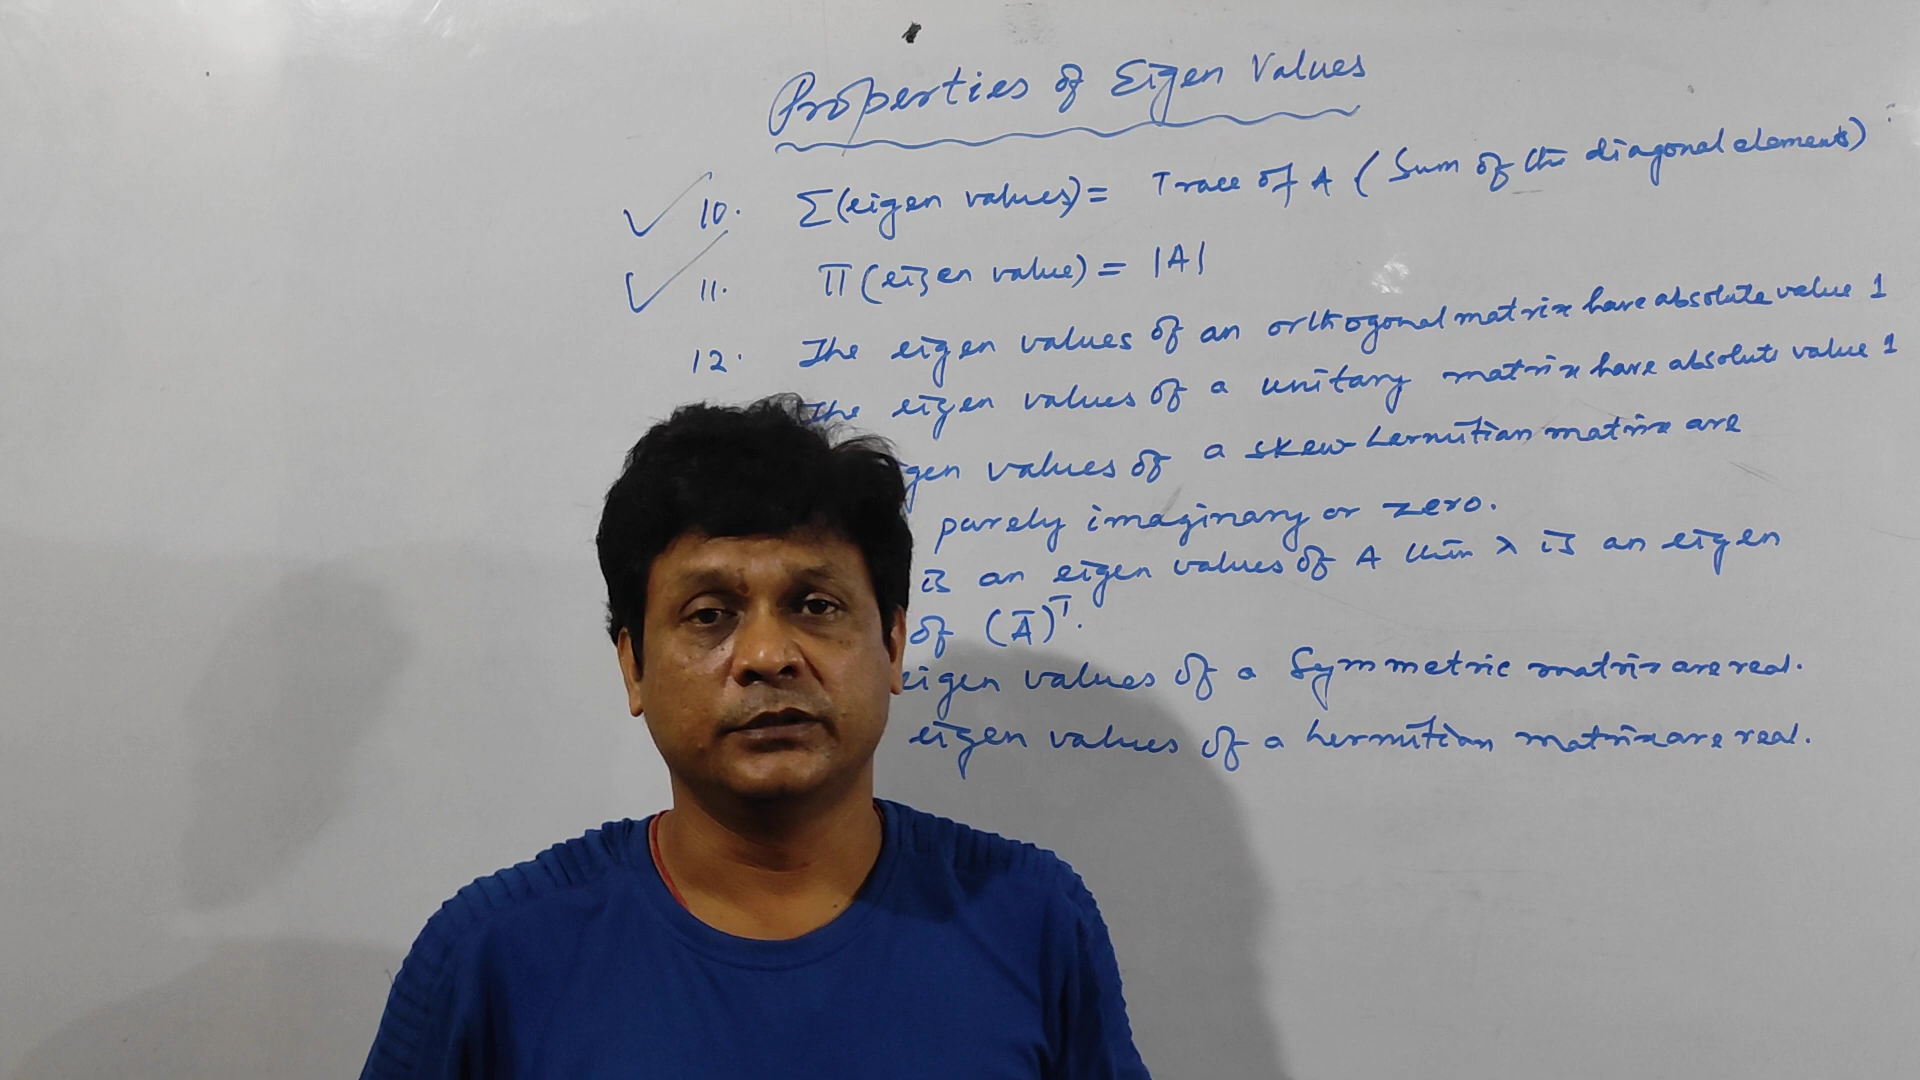 Properties of Eigen Values
10. Σ(eigen values) = Trace of A (Sum of the diagonal elements)
11. Π(eigen value) = |A|
12. The eigen values of an orthogonal matrix have absolute value 1
The eigen values of a unitary matrix have absolute value 1
gen values of a skew hermitian matrix are
purely imaginary or zero.
is an eigen values of A then λ is an eigen
of (Ā)ᵀ.
eigen values of a Symmetric matrix are real.
eigen values of a hermitian matrix are real.